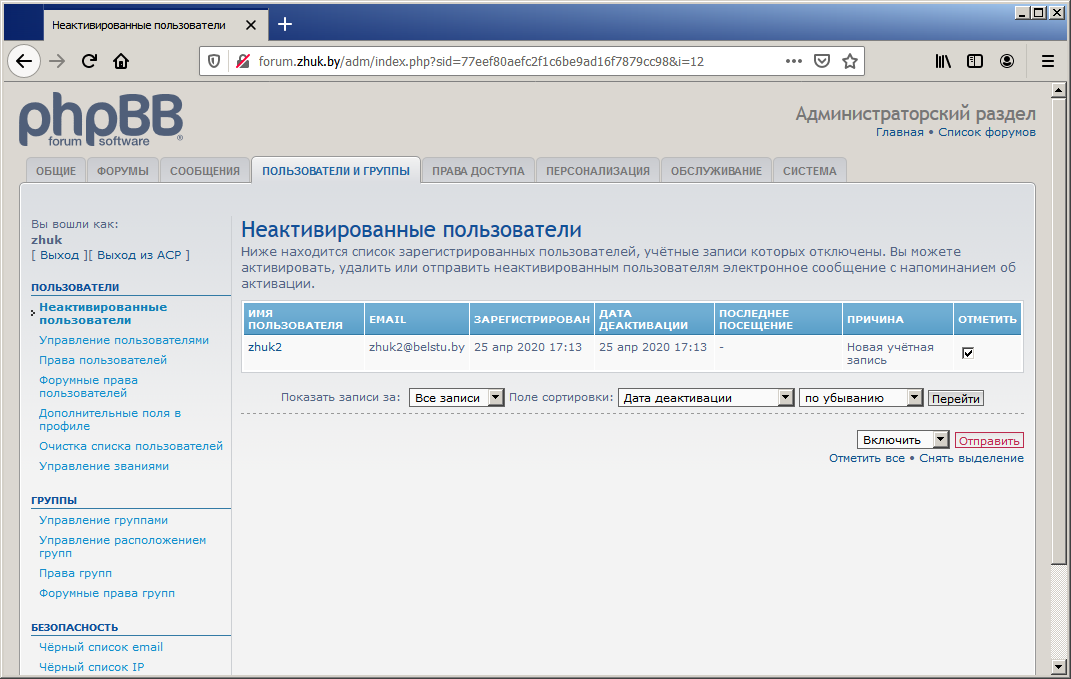 Неактивированные пользователи
forum.zhuk.by/adm/index.php?sid=77eef80aefc2f1c6be9ad16f7879cc98&i=12
phpBB
forum software
Администраторский раздел
Главная • Список форумов
ОБЩИЕ ФОРУМЫ СООБЩЕНИЯ ПОЛЬЗОВАТЕЛИ И ГРУППЫ ПРАВА ДОСТУПА ПЕРСОНАЛИЗАЦИЯ ОБСЛУЖИВАНИЕ СИСТЕМА
Вы вошли как:
zhuk
[ Выход ][ Выход из ACP ]
ПОЛЬЗОВАТЕЛИ
Неактивированные
пользователи
Управление пользователями
Права пользователей
Форумные права
пользователей
Дополнительные поля в
профиле
Очистка списка пользователей
Управление званиями
ГРУППЫ
Управление группами
Управление расположением
групп
Права групп
Форумные права групп
БЕЗОПАСНОСТЬ
Чёрный список email
Чёрный список IP
Неактивированные пользователи
Ниже находится список зарегистрированных пользователей, учётные записи которых отключены. Вы можете
активировать, удалить или отправить неактивированным пользователям электронное сообщение с напоминанием об
активации.
ИМЯ ПОЛЬЗОВАТЕЛЯ EMAIL ЗАРЕГИСТРИРОВАН ДАТА ДЕАКТИВАЦИИ ПОСЛЕДНЕЕ ПОСЕЩЕНИЕ ПРИЧИНА ОТМЕТИТЬ
zhuk2 zhuk2@belstu.by 25 апр 2020 17:13 25 апр 2020 17:13 - Новая учётная запись
Показать записи за: Все записи Поле сортировки: Дата деактивации по убыванию Перейти
Включить Отправить
Отметить все • Снять выделение